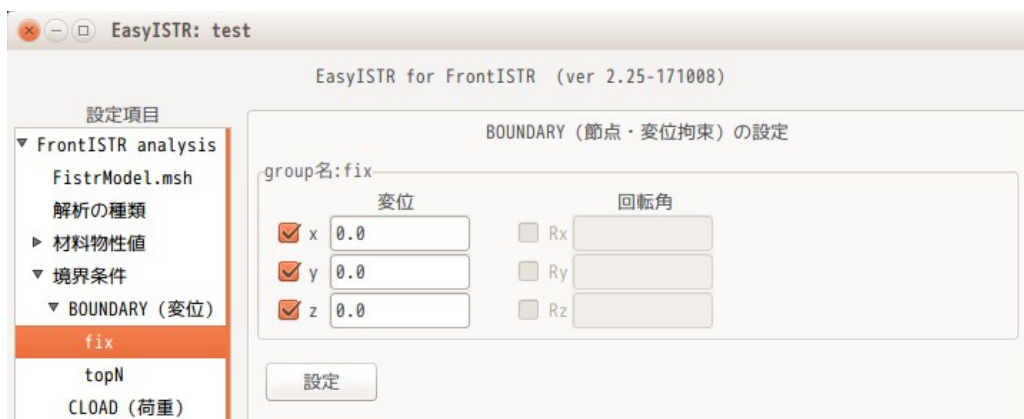 EasyISTR: test
EasyISTR for FrontISTR (ver 2.25-171008)
設定項目
FrontISTR analysis
FistrModel.msh
解析の種類
材料物性値
境界条件
BOUNDARY (変位)
fix
topN
CLOAD (荷重)
BOUNDARY (節点・変位拘束) の設定
group名:fix
変位 回転角
x 0.0 Rx
y 0.0 Ry
z 0.0 Rz
設定